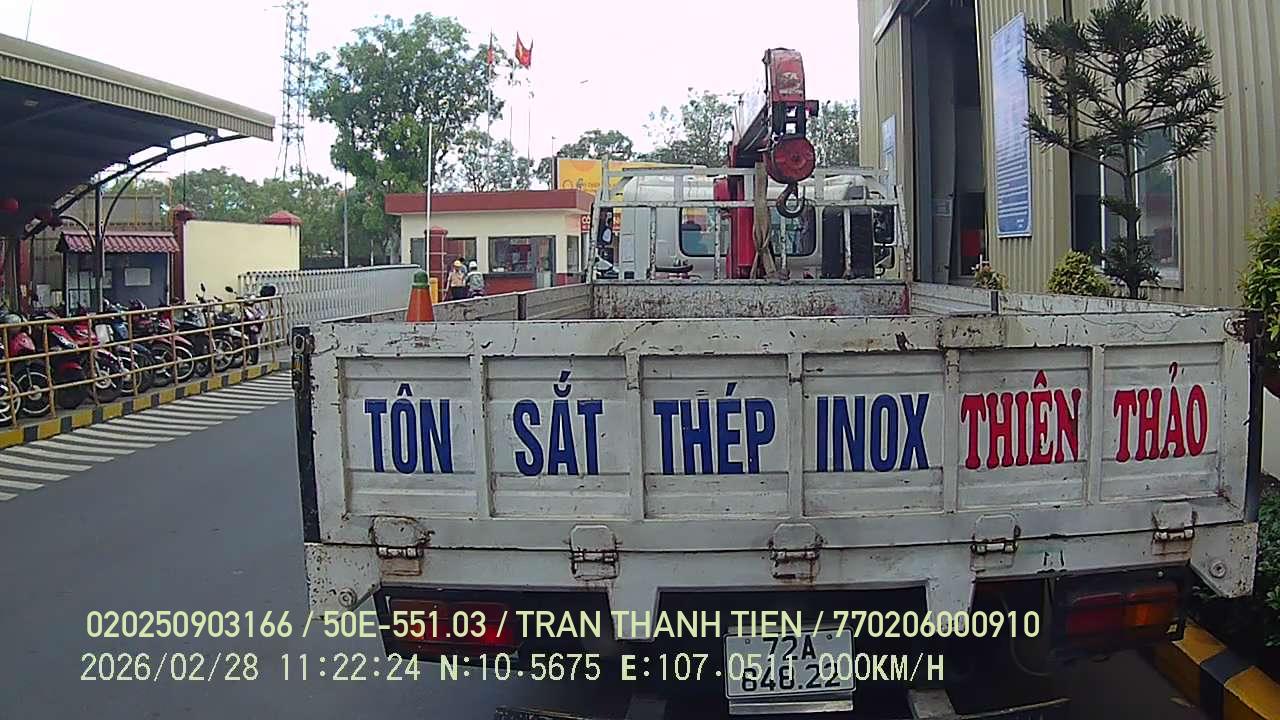 TÔN SẮT THÉP INOX THIÊN THẢO
020250903166 / 50E-551.03 / TRAN THANH TIEN / 770206000910
72A
848.22
2026/02/28 11:22:24 N:10.5675 E:107.0511 000KM/H